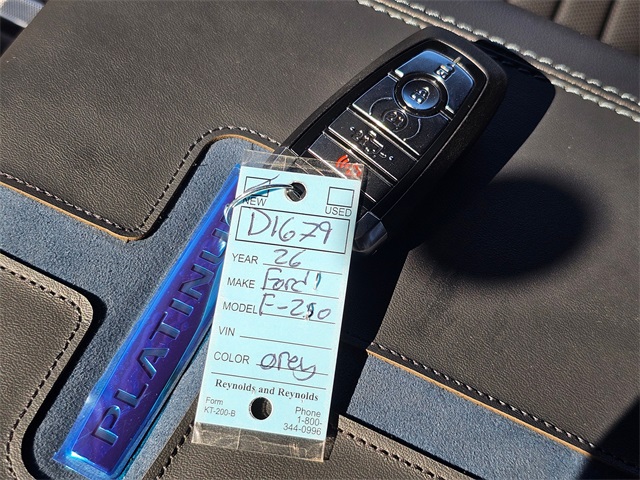 NEW
USED
D1679
YEAR 26
MAKE Ford
MODEL F-250
VIN
COLOR Grey
Reynolds and Reynolds
Form
KT-200-B
Phone
1-800-
344-0996
PLATINUM